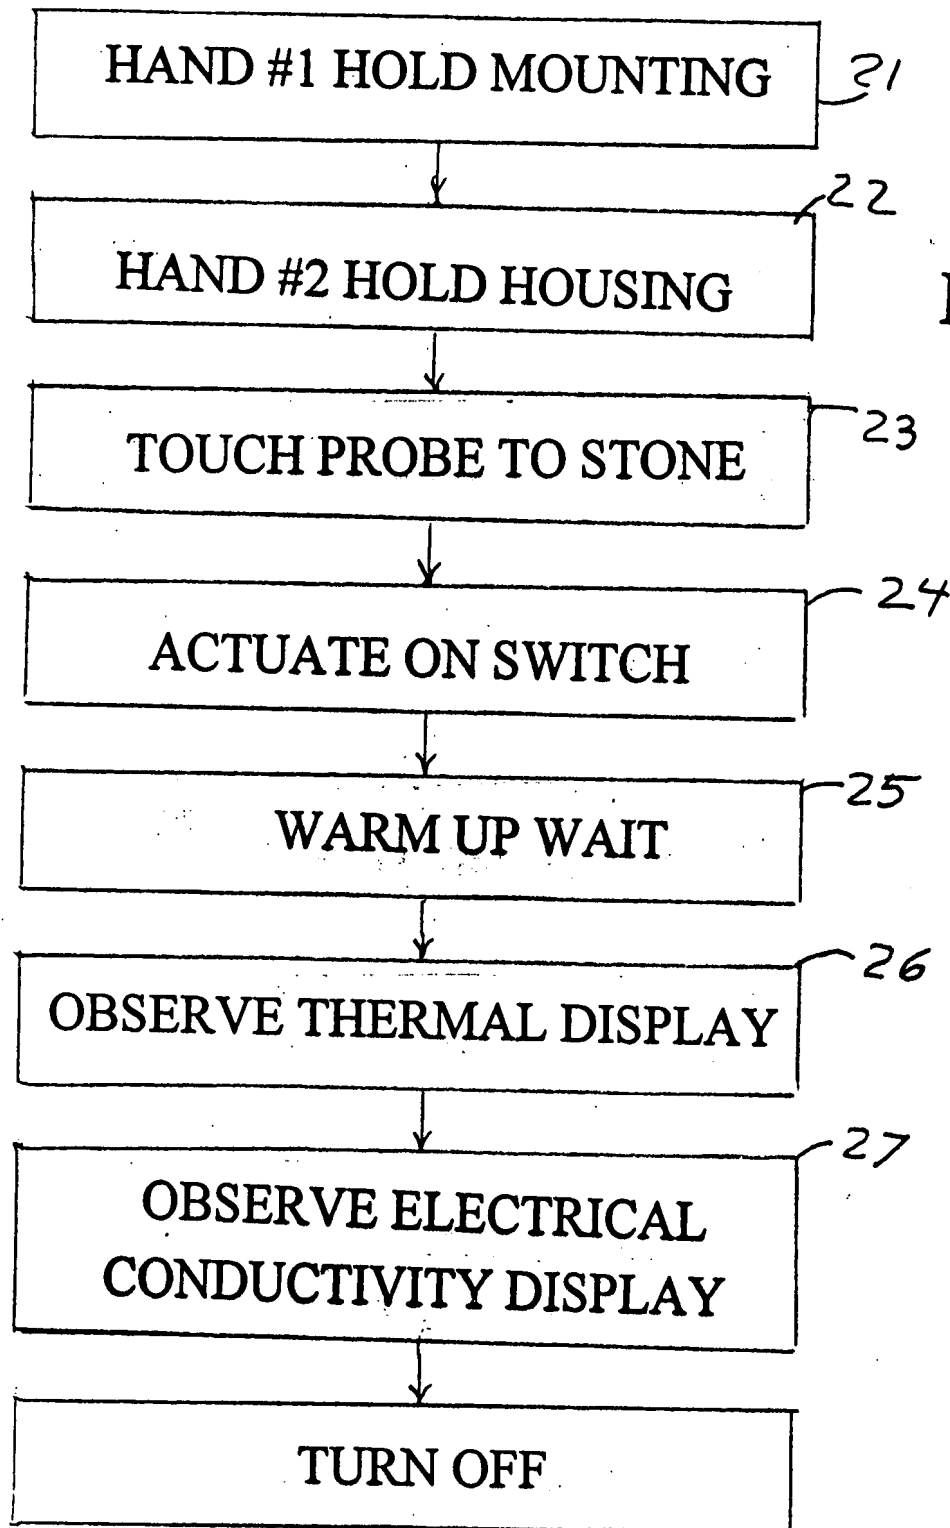 HAND #1 HOLD MOUNTING
21
22
HAND #2 HOLD HOUSING
23
TOUCH PROBE TO STONE
24
ACTUATE ON SWITCH
25
WARM UP WAIT
26
OBSERVE THERMAL DISPLAY
27
OBSERVE ELECTRICAL
CONDUCTIVITY DISPLAY
TURN OFF